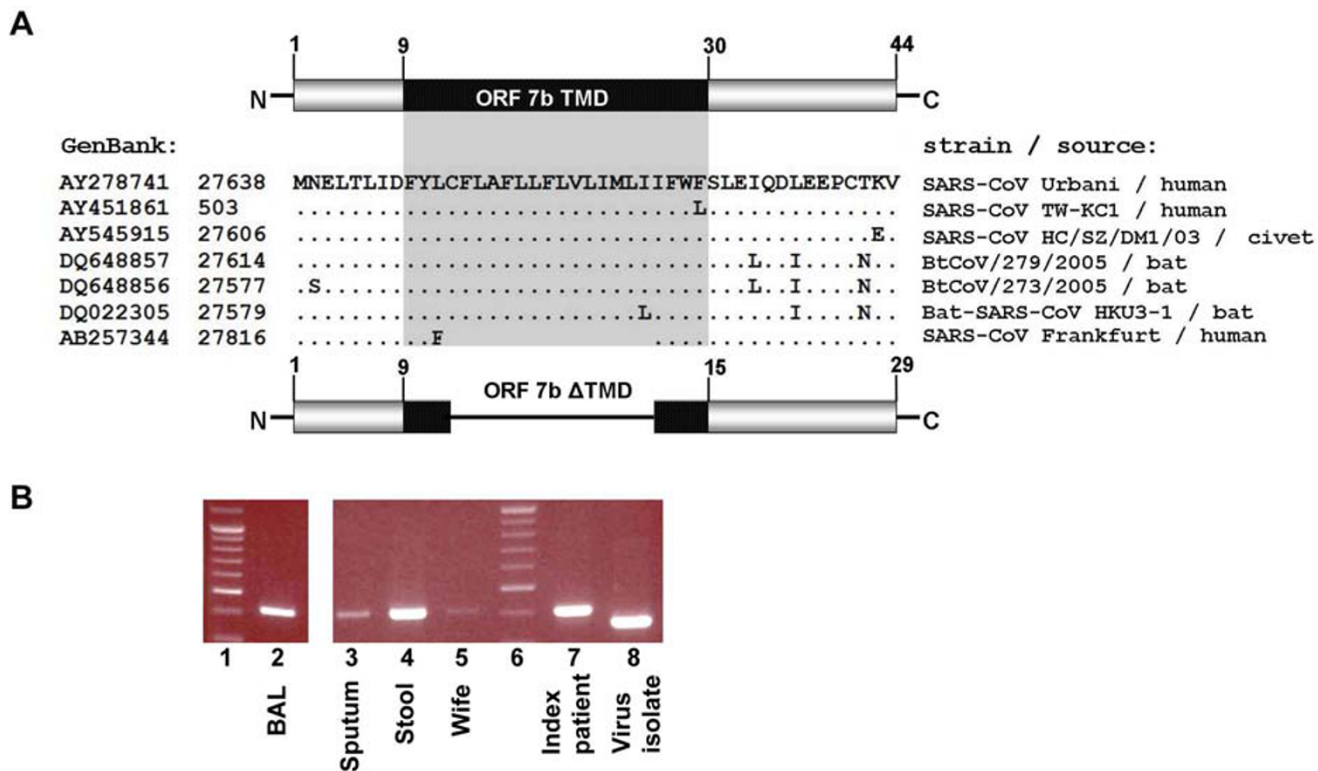 A
1 9 30 44
N ORF 7b TMD C
GenBank: strain / source:
AY278741 27638 MNELTLIDFYLCFLAFLLFLVLIMLIIFWFSLEIQDLEEPCTKV SARS-CoV Urbani / human
AY451861 503 .............................L.............. SARS-CoV TW-KC1 / human
AY545915 27606 ..........................................E. SARS-CoV HC/SZ/DM1/03 / civet
DQ648857 27614 .................................L..I....N.. BtCoV/279/2005 / bat
DQ648856 27577 .S...............................L..I....N.. BtCoV/273/2005 / bat
DQ022305 27579 .........................L..........I....N.. Bat-SARS-CoV HKU3-1 / bat
AB257344 27816 ..........F               .................. SARS-CoV Frankfurt / human
1 9 15 29
ORF 7b ΔTMD
N C
B
1 2 3 4 5 6 7 8
BAL
Sputum
Stool
Wife
Index
patient
Virus
isolate